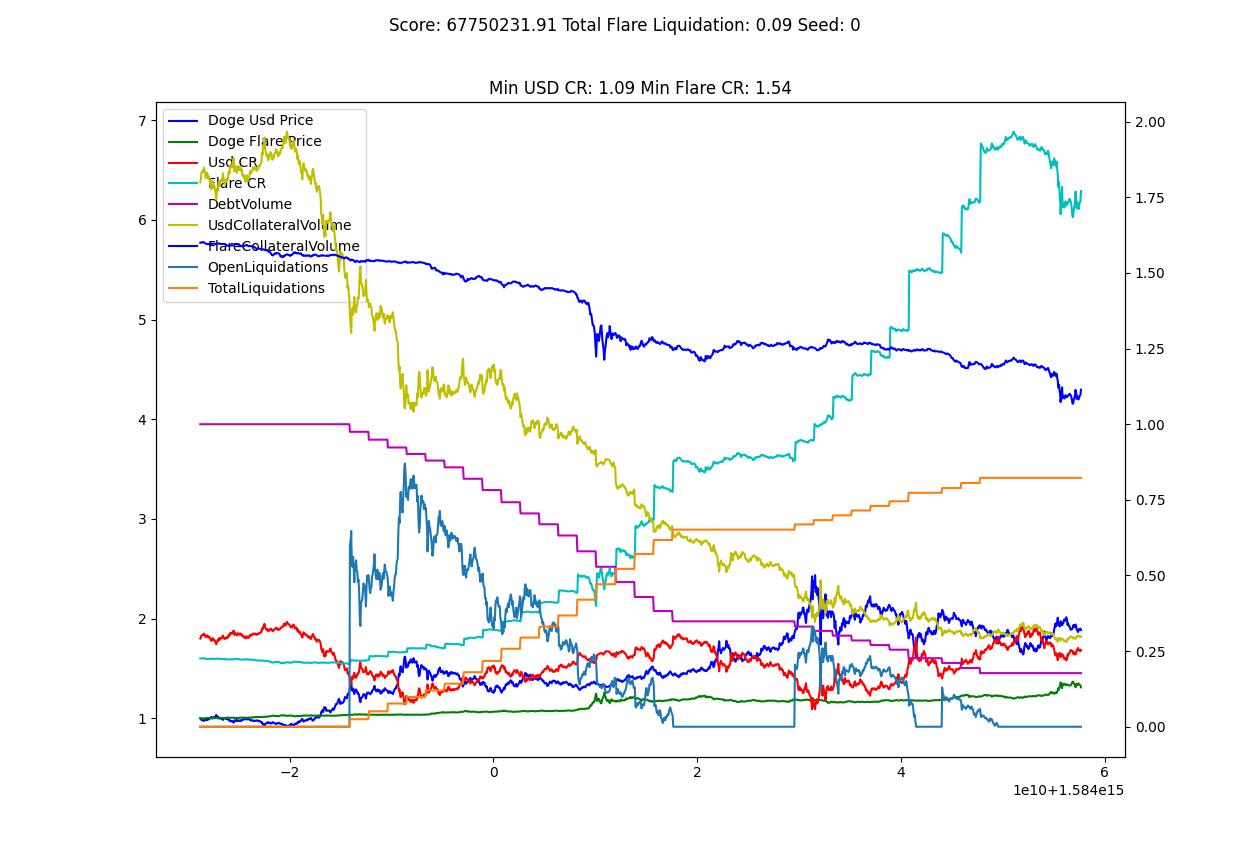 Score: 67750231.91 Total Flare Liquidation: 0.09 Seed: 0
Min USD CR: 1.09 Min Flare CR: 1.54
Doge Usd Price
Doge Flare Price
Usd CR
Flare CR
DebtVolume
UsdCollateralVolume
FlareCollateralVolume
OpenLiquidations
TotalLiquidations
7
6
5
4
3
2
1
2.00
1.75
1.50
1.25
1.00
0.75
0.50
0.25
0.00
−2
0
2
4
6
1e10+1.584e15